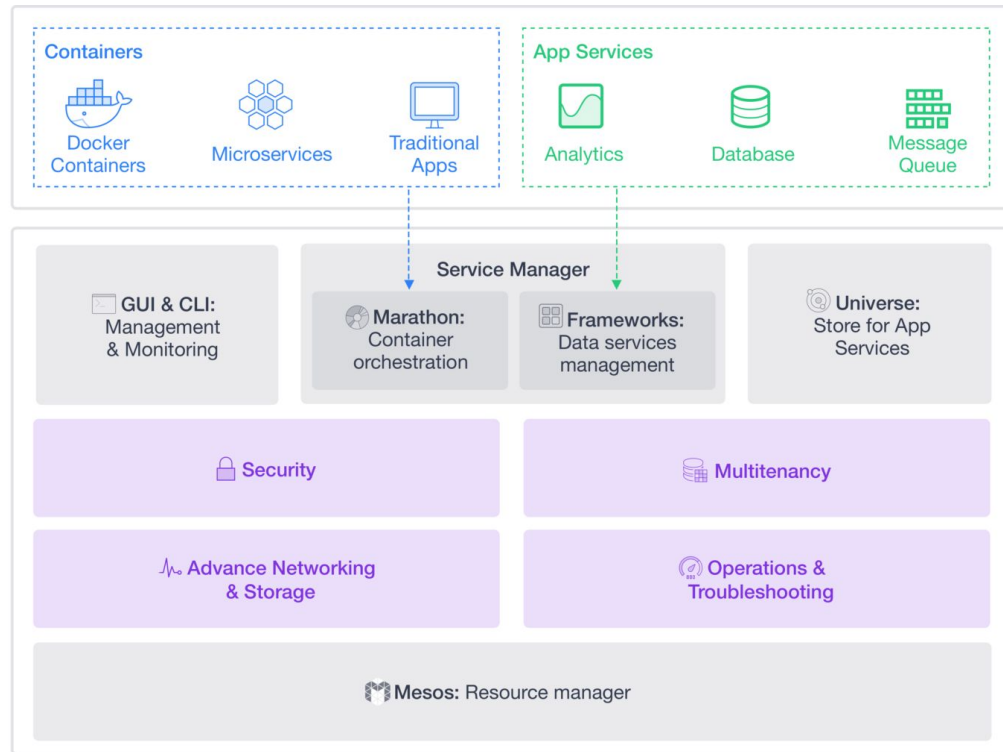 Containers
Docker
Containers
Microservices
Traditional
Apps
App Services
Analytics
Database
Message
Queue
GUI & CLI:
Management
& Monitoring
Service Manager
Marathon:
Container
orchestration
Frameworks:
Data services
management
Universe:
Store for App
Services
Security
Multitenancy
Advance Networking
& Storage
Operations &
Troubleshooting
Mesos: Resource manager